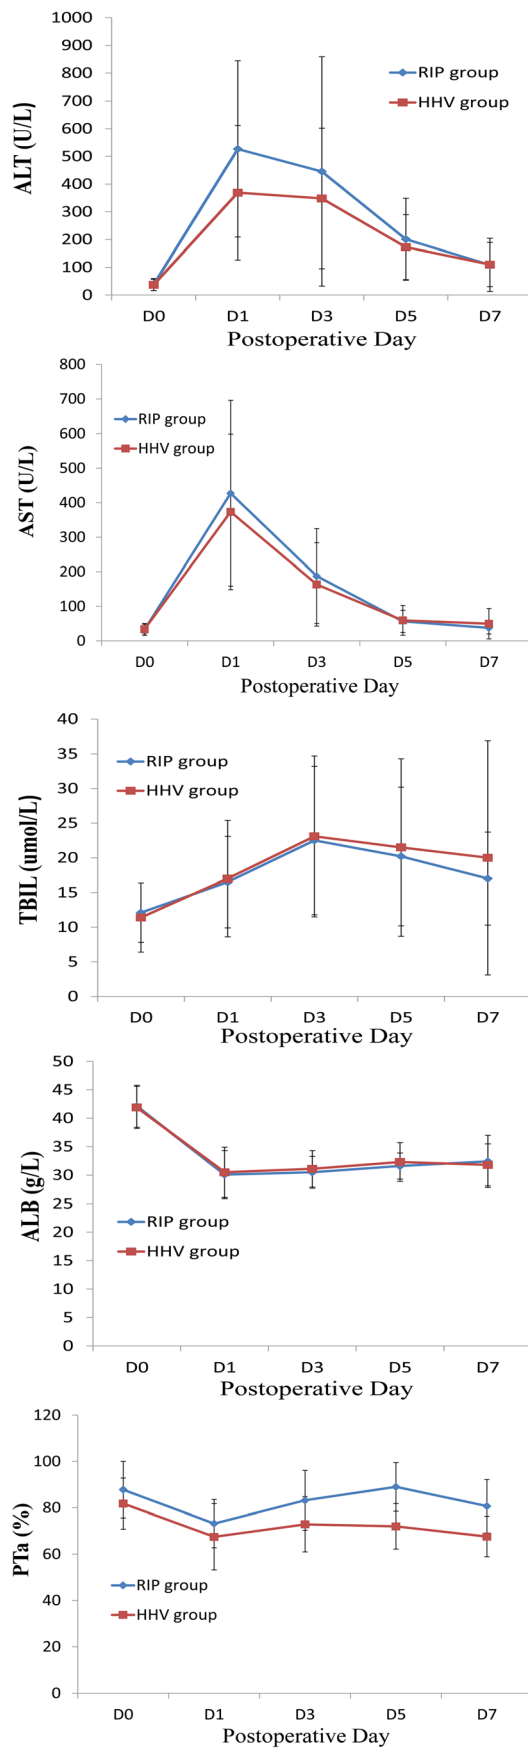 1000
900
800
700
600
500
400
300
200
100
0
ALT (U/L)
RIP group
HHV group
D0 D1 D3 D5 D7
Postoperative Day
800
700
600
500
400
300
200
100
0
AST (U/L)
RIP group
HHV group
D0 D1 D3 D5 D7
Postoperative Day
40
35
30
25
20
15
10
5
0
TBIL (umol/L)
RIP group
HHV group
D0 D1 D3 D5 D7
Postoperative Day
50
45
40
35
30
25
20
15
10
5
0
ALB (g/L)
RIP group
HHV group
D0 D1 D3 D5 D7
Postoperative Day
120
100
80
60
40
20
0
PTa (%)
RIP group
HHV group
D0 D1 D3 D5 D7
Postoperative Day